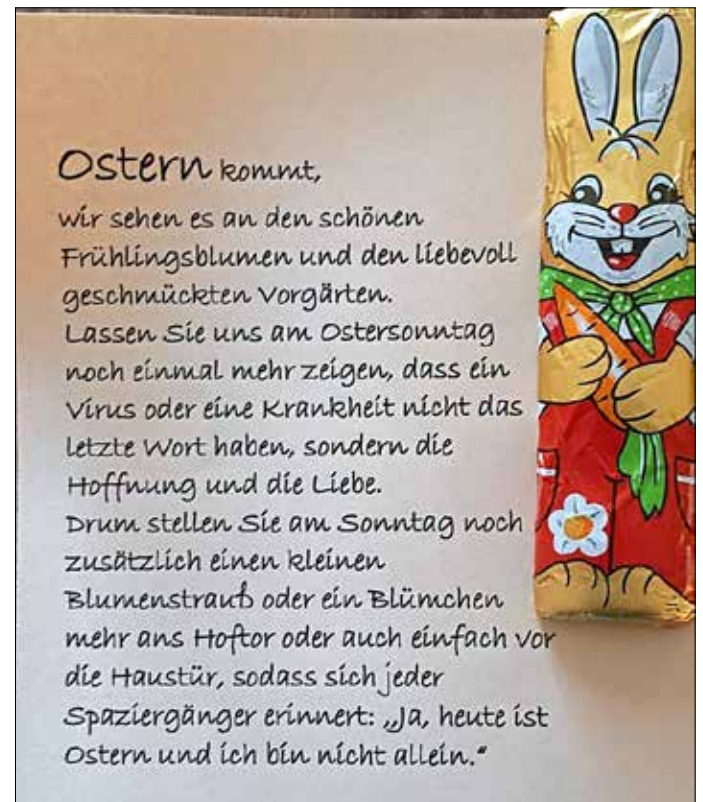 Ostern kommt,
wir sehen es an den schönen
Frühlingsblumen und den liebevoll
geschmückten Vorgärten.
Lassen Sie uns am Ostersonntag
noch einmal mehr zeigen, dass ein
Virus oder eine Krankheit nicht das
letzte Wort haben, sondern die
Hoffnung und die Liebe.
Drum stellen Sie am Sonntag noch
zusätzlich einen kleinen
Blumenstrauß oder ein Blümchen
mehr ans Hoftor oder auch einfach vor
die Haustür, sodass sich jeder
Spaziergänger erinnert: „Ja, heute ist
Ostern und ich bin nicht allein.“